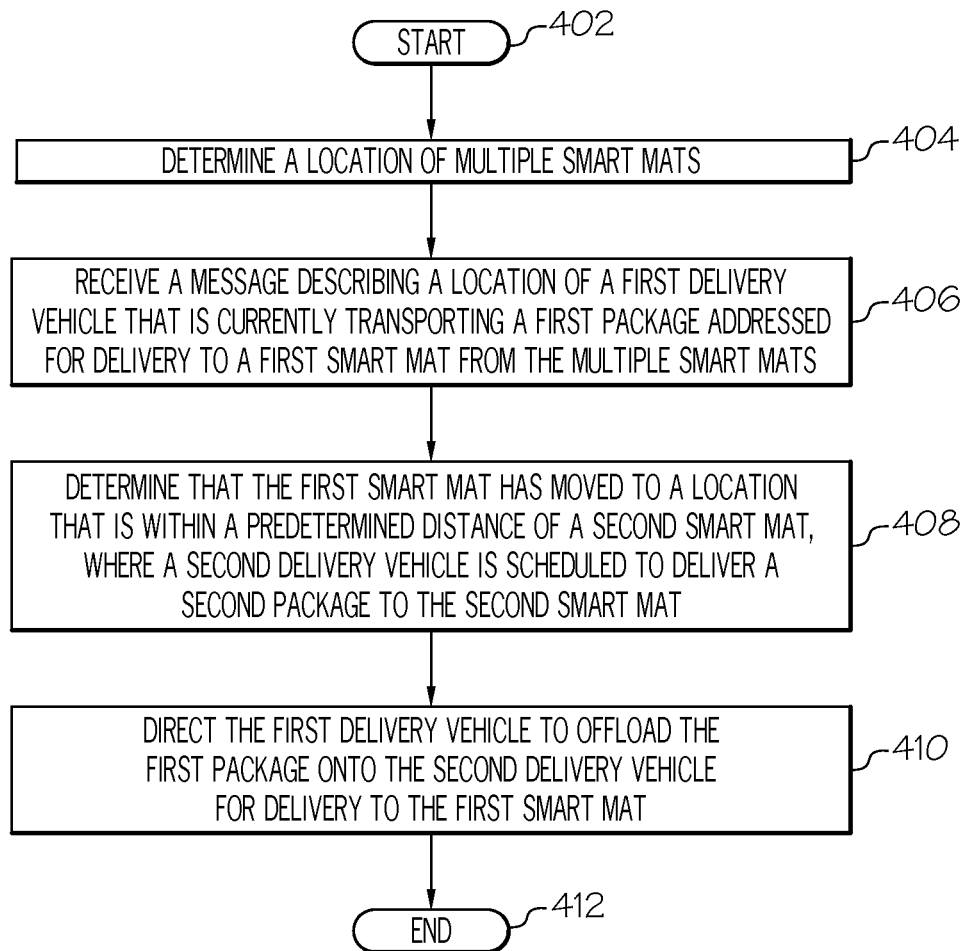 START
402
DETERMINE A LOCATION OF MULTIPLE SMART MATS
404
RECEIVE A MESSAGE DESCRIBING A LOCATION OF A FIRST DELIVERY
VEHICLE THAT IS CURRENTLY TRANSPORTING A FIRST PACKAGE ADDRESSED
FOR DELIVERY TO A FIRST SMART MAT FROM THE MULTIPLE SMART MATS
406
DETERMINE THAT THE FIRST SMART MAT HAS MOVED TO A LOCATION
THAT IS WITHIN A PREDETERMINED DISTANCE OF A SECOND SMART MAT,
WHERE A SECOND DELIVERY VEHICLE IS SCHEDULED TO DELIVER A
SECOND PACKAGE TO THE SECOND SMART MAT
408
DIRECT THE FIRST DELIVERY VEHICLE TO OFFLOAD THE
FIRST PACKAGE ONTO THE SECOND DELIVERY VEHICLE
FOR DELIVERY TO THE FIRST SMART MAT
410
END
412